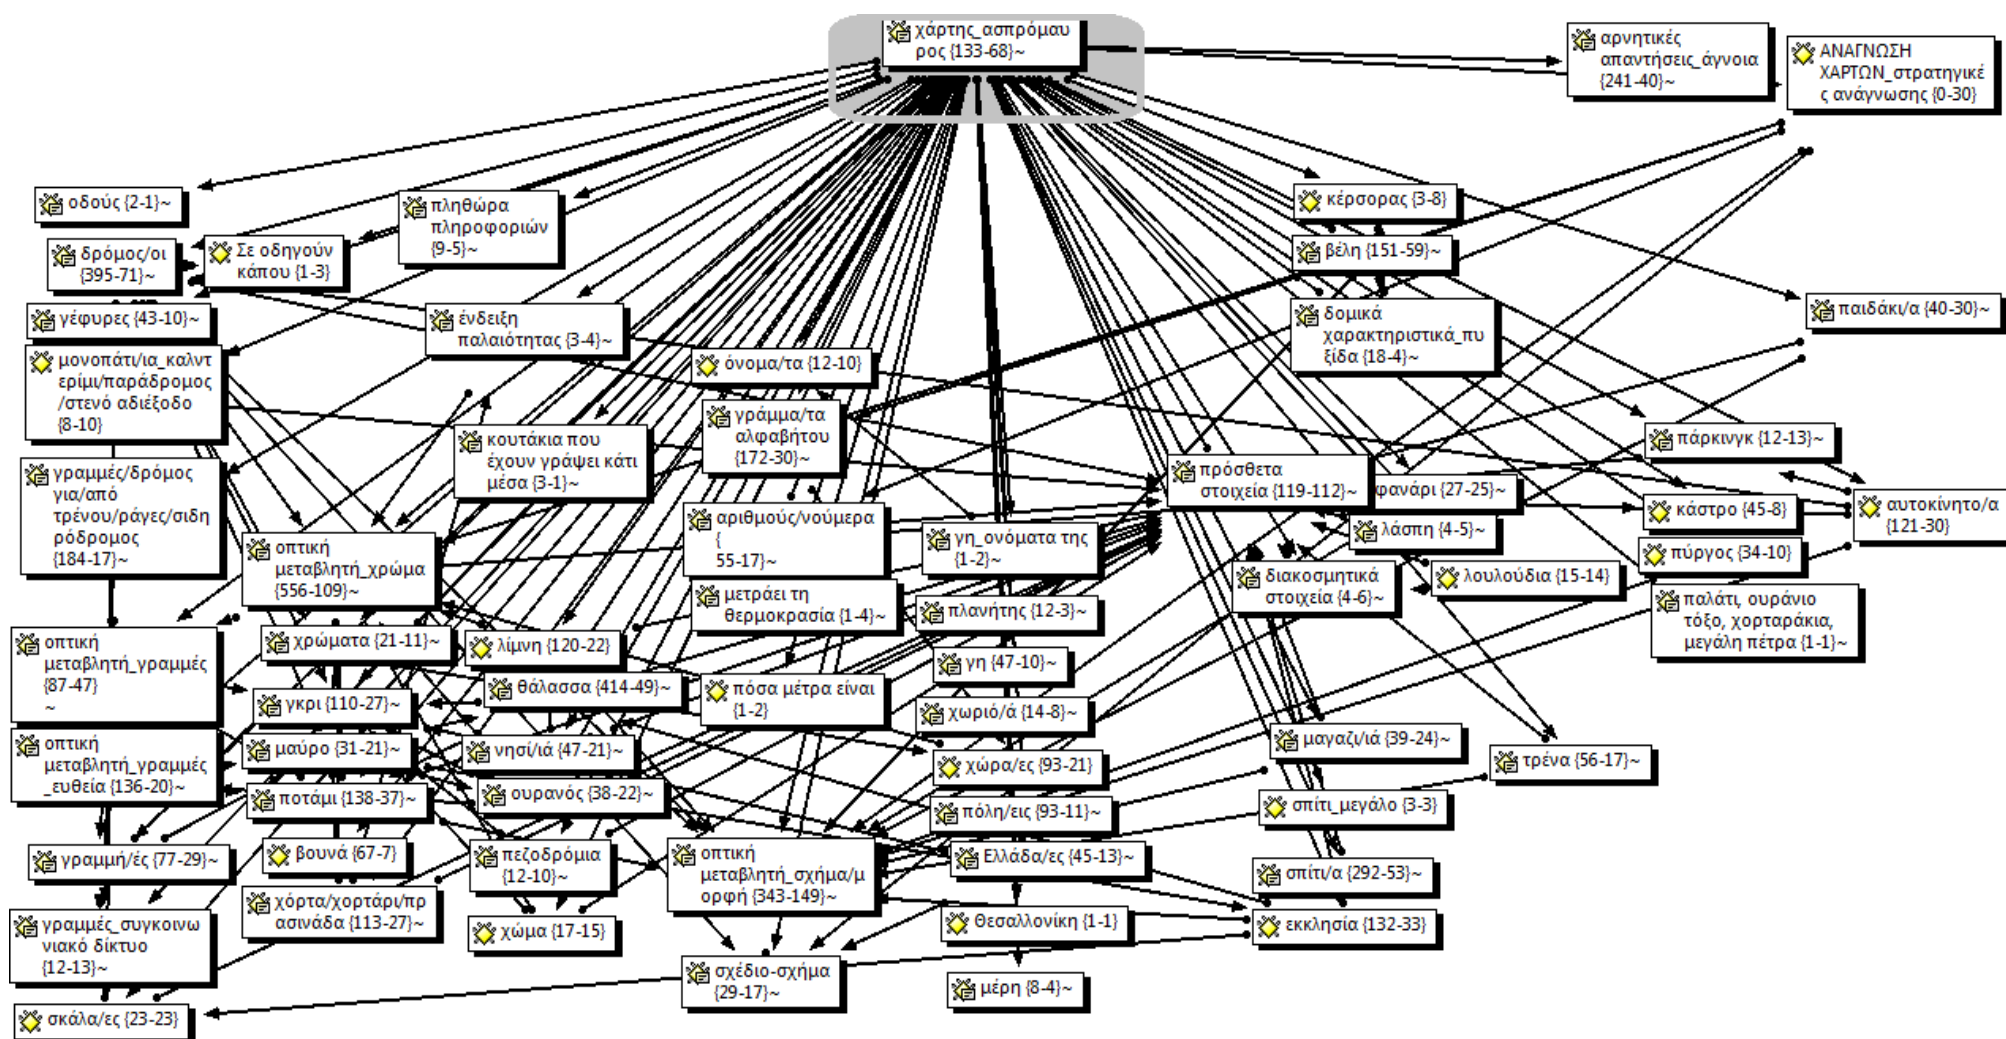 χάρτης_ασπρόμαυ
ρος {133-68}~
αρνητικές
απαντήσεις_άγνοια
{241-40}~
ΑΝΑΓΝΩΣΗ
ΧΑΡΤΩΝ_στρατηγικέ
ς ανάγνωσης {0-30}
οδούς {2-1}~
πληθώρα
πληροφοριών
{9-5}~
κέρσορας {3-8}
δρόμος/οι
{395-71}~
Σε οδηγούν
κάπου {1-3}
βέλη {151-59}~
γέφυρες {43-10}~
ένδειξη
παλαιότητας {3-4}~
δομικά
χαρακτηριστικά_πυ
ξίδα {18-4}~
παιδάκι/α {40-30}~
μονοπάτι/ια_καλντ
ερίμι/παράδρομος
/στενό αδιέξοδο
{8-10}
όνομα/τα {12-10}
γράμμα/τα
αλφαβήτου
{172-30}~
κουτάκια που
έχουν γράψει κάτι
μέσα {3-1}~
πάρκινγκ {12-13}~
γραμμές/δρόμος
για/από
τρένου/ράγες/σιδη
ρόδρομος
{184-17}~
πρόσθετα
στοιχεία {119-112}~
φανάρι {27-25}~
κάστρο {45-8}
αυτοκίνητο/α
{121-30}
αριθμούς/νούμερα
{
55-17}~
γη_ονόματα της
{1-2}~
λάσπη {4-5}~
οπτική
μεταβλητή_χρώμα
{556-109}~
πύργος {34-10}
διακοσμητικά
στοιχεία {4-6}~
λουλούδια {15-14}
μετράει τη
θερμοκρασία {1-4}~
πλανήτης {12-3}~
παλάτι, ουράνιο
τόξο, χορταράκια,
μεγάλη πέτρα {1-1}~
οπτική
μεταβλητή_γραμμές
{87-47}
~
χρώματα {21-11}~
λίμνη {120-22}
γη {47-10}~
θάλασσα {414-49}~
πόσα μέτρα είναι
{1-2}
γκρι {110-27}~
χωριό/ά {14-8}~
οπτική
μεταβλητή_γραμμές
_ευθεία {136-20}~
μαύρο {31-21}~
νησί/ιά {47-21}~
μαγαζι/ιά {39-24}~
χώρα/ες {93-21}
τρένα {56-17}~
ποτάμι {138-37}~
ουρανός {38-22}~
πόλη/εις {93-11}~
σπίτι_μεγάλο {3-3}
γραμμή/ές {77-29}~
βουνά {67-7}
πεζοδρόμια
{12-10}~
οπτική
μεταβλητή_σχήμα/μ
ορφή {343-149}~
Ελλάδα/ες {45-13}~
σπίτι/α {292-53}~
χόρτα/χορτάρι/πρ
ασινάδα {113-27}~
γραμμές_συγκοινω
νιακό δίκτυο
{12-13}~
χώμα {17-15}
Θεσαλλονίκη {1-1}
εκκλησία {132-33}
σχέδιο-σχήμα
{29-17}~
μέρη {8-4}~
σκάλα/ες {23-23}